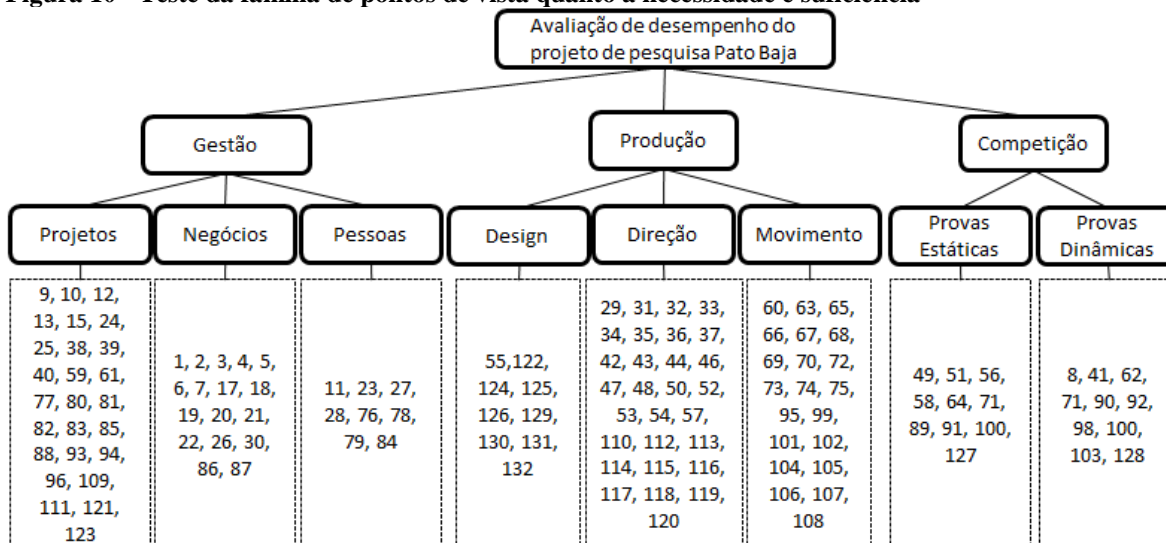 Figura 10 - Teste da família de pontos de vista quanto à necessidade e suficiência
Avaliação de desempenho do
projeto de pesquisa Pato Baja
Gestão
Produção
Competição
Projetos
Negócios
Pessoas
Design
Direção
Movimento
Provas
Estáticas
Provas
Dinâmicas
9, 10, 12,
13, 15, 24,
25, 38, 39,
40, 59, 61,
77, 80, 81,
82, 83, 85,
88, 93, 94,
96, 109,
111, 121,
123
1, 2, 3, 4, 5,
6, 7, 17, 18,
19, 20, 21,
22, 26, 30,
86, 87
11, 23, 27,
28, 76, 78,
79, 84
55,122,
124, 125,
126, 129,
130, 131,
132
29, 31, 32, 33,
34, 35, 36, 37,
42, 43, 44, 46,
47, 48, 50, 52,
53, 54, 57,
110, 112, 113,
114, 115, 116,
117, 118, 119,
120
60, 63, 65,
66, 67, 68,
69, 70, 72,
73, 74, 75,
95, 99,
101, 102,
104, 105,
106, 107,
108
49, 51, 56,
58, 64, 71,
89, 91, 100,
127
8, 41, 62,
71, 90, 92,
98, 100,
103, 128